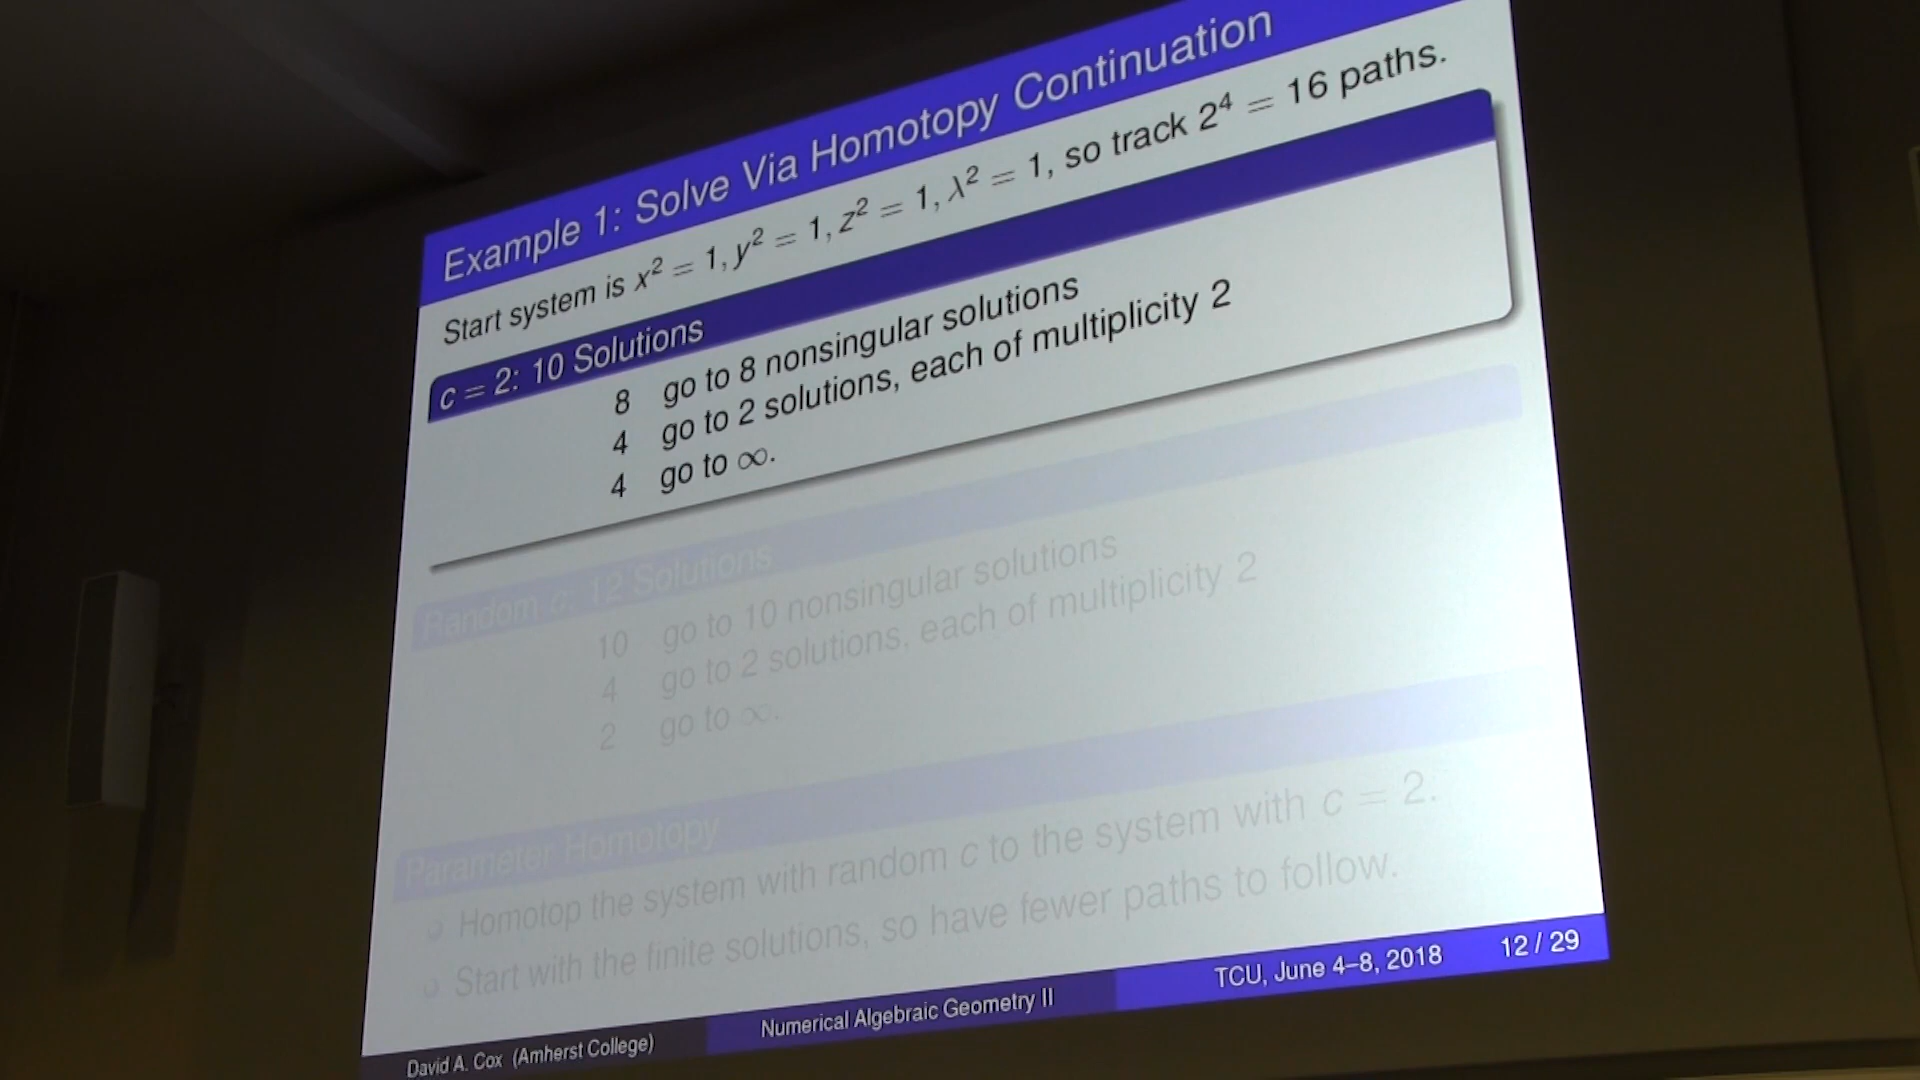 Example 1: Solve Via Homotopy Continuation
Start system is x² = 1, y² = 1, z² = 1, λ² = 1, so track 2⁴ = 16 paths.
c = 2: 10 Solutions
8 go to 8 nonsingular solutions
4 go to 2 solutions, each of multiplicity 2
4 go to ∞.
Random c: 12 Solutions
10 go to 10 nonsingular solutions
4 go to 2 solutions, each of multiplicity 2
2 go to ∞.
Parameter Homotopy
Homotop the system with random c to the system with c = 2.
Start with the finite solutions, so have fewer paths to follow.
David A. Cox (Amherst College) Numerical Algebraic Geometry II TCU, June 4–8, 2018 12 / 29